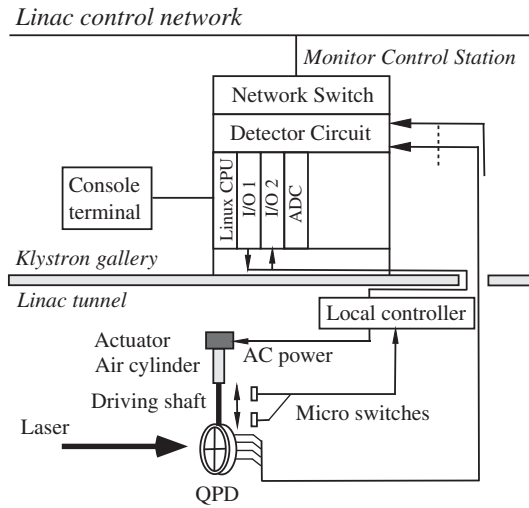 Linac control network
Monitor Control Station
Network Switch
Detector Circuit
Linux CPU
I/O 1
I/O 2
ADC
Console
terminal
Klystron gallery
Linac tunnel
Local controller
Actuator
Air cylinder
AC power
Driving shaft
Micro switches
Laser
QPD